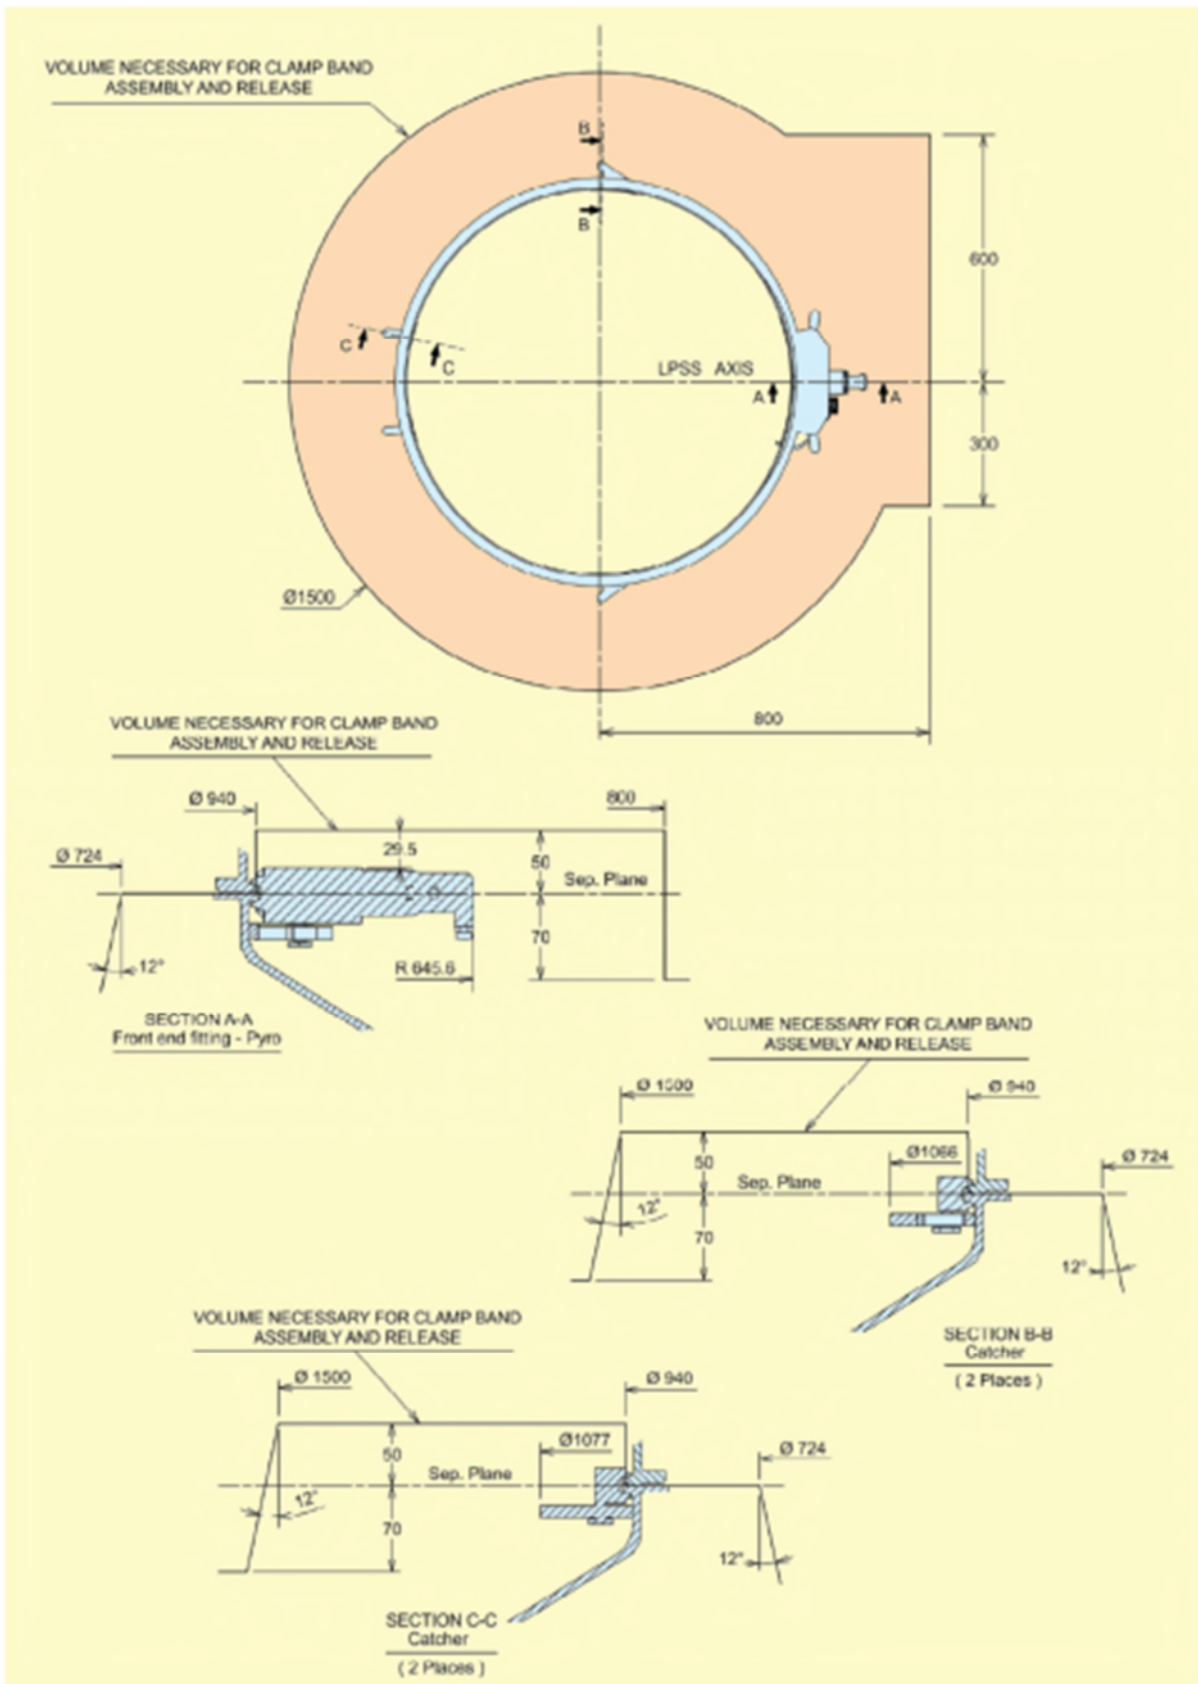 VOLUME NECESSARY FOR CLAMP BAND
ASSEMBLY AND RELEASE
B
B
600
C
C
LPSS AXIS
A
A
300
Ø1500
800
VOLUME NECESSARY FOR CLAMP BAND
ASSEMBLY AND RELEASE
Ø 940
800
Ø 724
29.5
50
Sep. Plane
70
12°
R 645.6
SECTION A-A
Front end fitting - Pyro
VOLUME NECESSARY FOR CLAMP BAND
ASSEMBLY AND RELEASE
Ø 1500
Ø 940
50
Ø1066
Ø 724
Sep. Plane
12°
70
12°
SECTION B-B
Catcher
( 2 Places )
VOLUME NECESSARY FOR CLAMP BAND
ASSEMBLY AND RELEASE
Ø 1500
Ø 940
50
Ø1077
Ø 724
Sep. Plane
12°
70
12°
SECTION C-C
Catcher
( 2 Places )